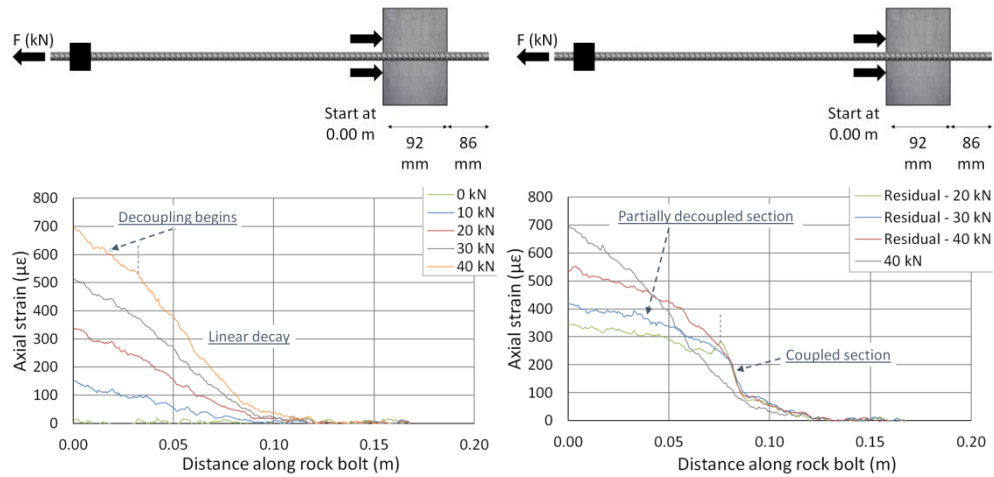 F (kN)
Start at
0.00 m
92
mm
86
mm
800
700
600
500
400
300
200
100
0
Axial strain (με)
0.00
0.05
0.10
0.15
0.20
Distance along rock bolt (m)
Decoupling begins
Linear decay
0 kN
10 kN
20 kN
30 kN
40 kN
F (kN)
Start at
0.00 m
92
mm
86
mm
800
700
600
500
400
300
200
100
0
Axial strain (με)
0.00
0.05
0.10
0.15
0.20
Distance along rock bolt (m)
Partially decoupled section
Coupled section
Residual - 20 kN
Residual - 30 kN
Residual - 40 kN
40 kN